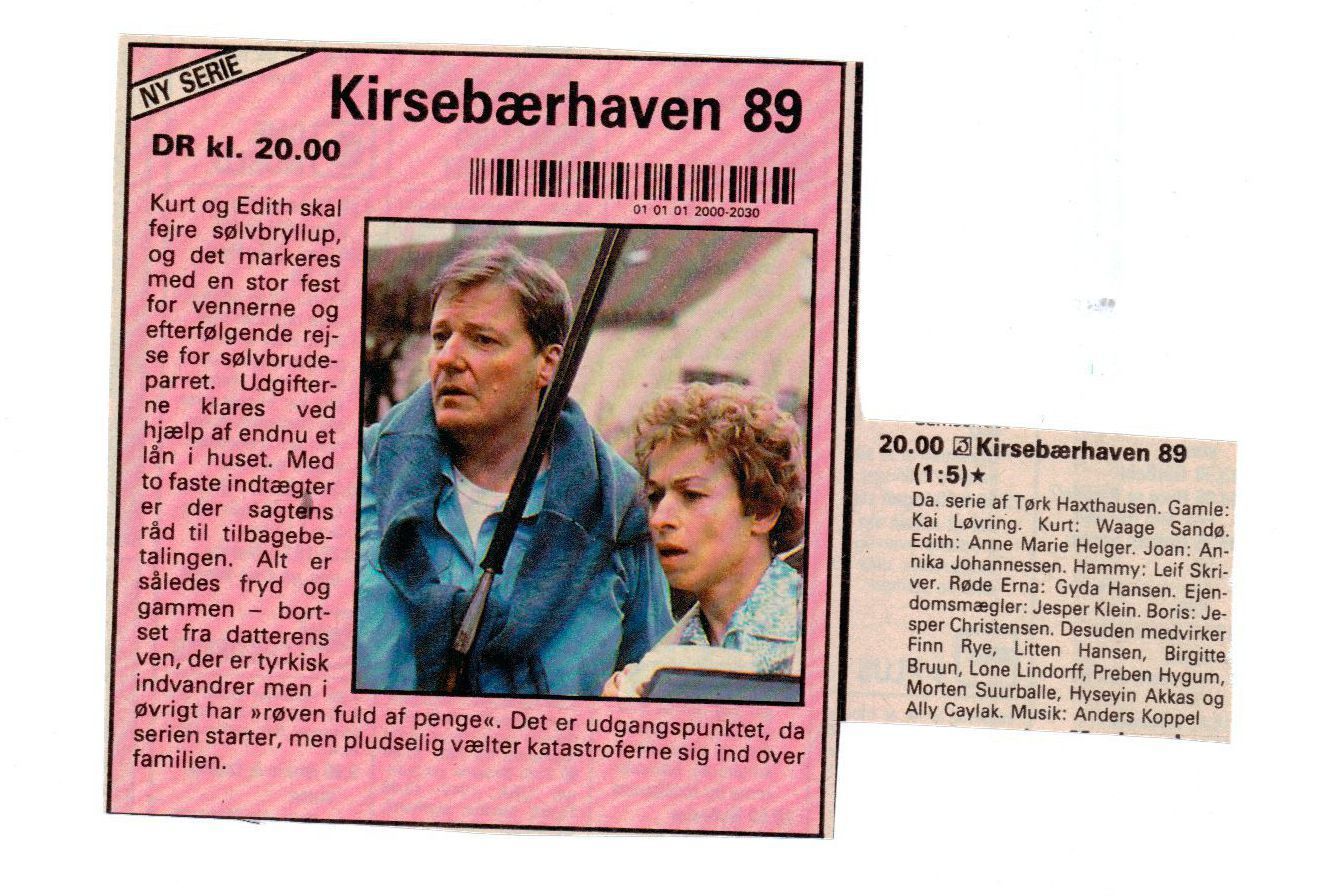 NY SERIE
Kirsebærhaven 89
DR kl. 20.00
01 01 01 2000-2030
Kurt og Edith skal
fejre sølvbryllup,
og det markeres
med en stor fest
for vennerne og
efterfølgende rej-
se for sølvbrude-
parret. Udgifter-
ne klares ved
hjælp af endnu et
lån i huset. Med
to faste indtægter
er der sagtens
råd til tilbagebe-
talingen. Alt er
således fryd og
gammen – bort-
set fra datterens
ven, der er tyrkisk
indvandrer men i
øvrigt har »røven fuld af penge«. Det er udgangspunktet, da
serien starter, men pludselig vælter katastroferne sig ind over
familien.
20.00 Kirsebærhaven 89
(1:5)★
Da. serie af Tørk Haxthausen. Gamle:
Kai Løvring. Kurt: Waage Sandø.
Edith: Anne Marie Helger. Joan: An-
nika Johannessen. Hammy: Leif Skri-
ver. Røde Erna: Gyda Hansen. Ejen-
domsmægler: Jesper Klein. Boris: Je-
sper Christensen. Desuden medvirker
Finn Rye, Litten Hansen, Birgitte
Bruun, Lone Lindorff, Preben Hygum,
Morten Suurballe, Hyseyin Akkas og
Ally Caylak. Musik: Anders Koppel